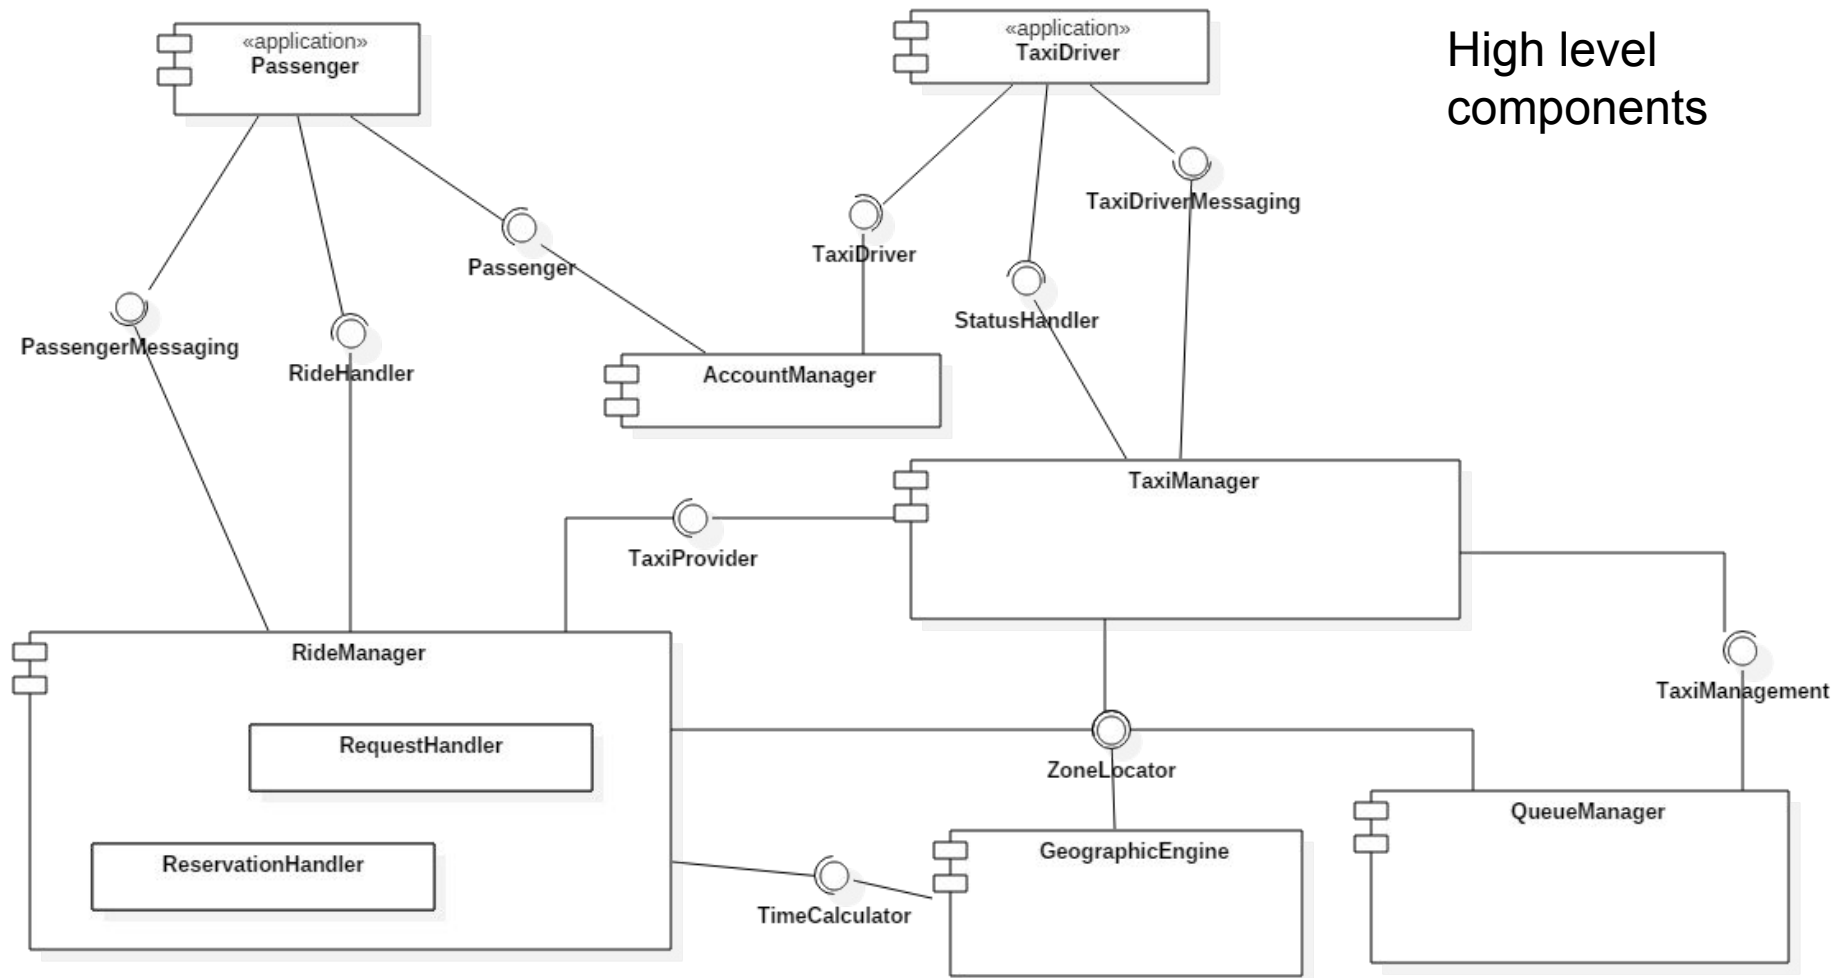 «application»
Passenger
«application»
TaxiDriver
High level
components
TaxiDriverMessaging
Passenger
TaxiDriver
StatusHandler
PassengerMessaging
RideHandler
AccountManager
TaxiManager
TaxiProvider
RideManager
TaxiManagement
RequestHandler
ZoneLocator
QueueManager
ReservationHandler
GeographicEngine
TimeCalculator